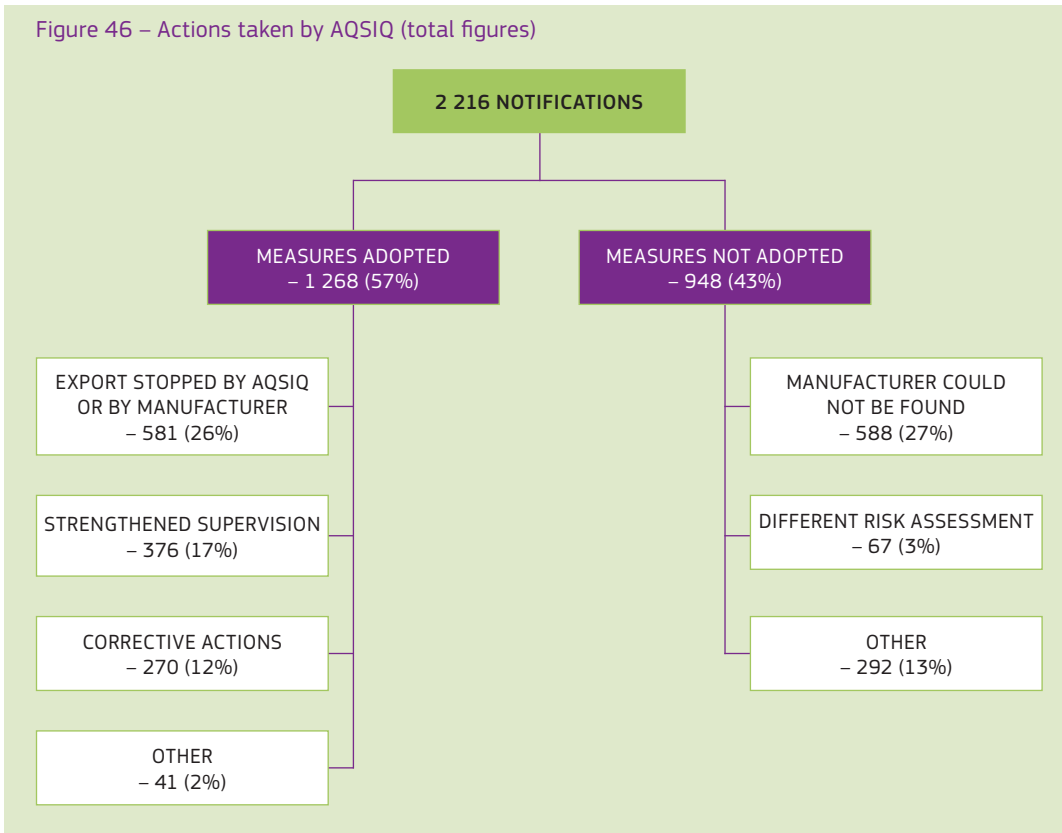 Figure 46 – Actions taken by AQSIQ (total figures)
2 216 NOTIFICATIONS
MEASURES ADOPTED
– 1 268 (57%)
MEASURES NOT ADOPTED
– 948 (43%)
EXPORT STOPPED BY AQSIQ
OR BY MANUFACTURER
– 581 (26%)
STRENGTHENED SUPERVISION
– 376 (17%)
CORRECTIVE ACTIONS
– 270 (12%)
OTHER
– 41 (2%)
MANUFACTURER COULD
NOT BE FOUND
– 588 (27%)
DIFFERENT RISK ASSESSMENT
– 67 (3%)
OTHER
– 292 (13%)